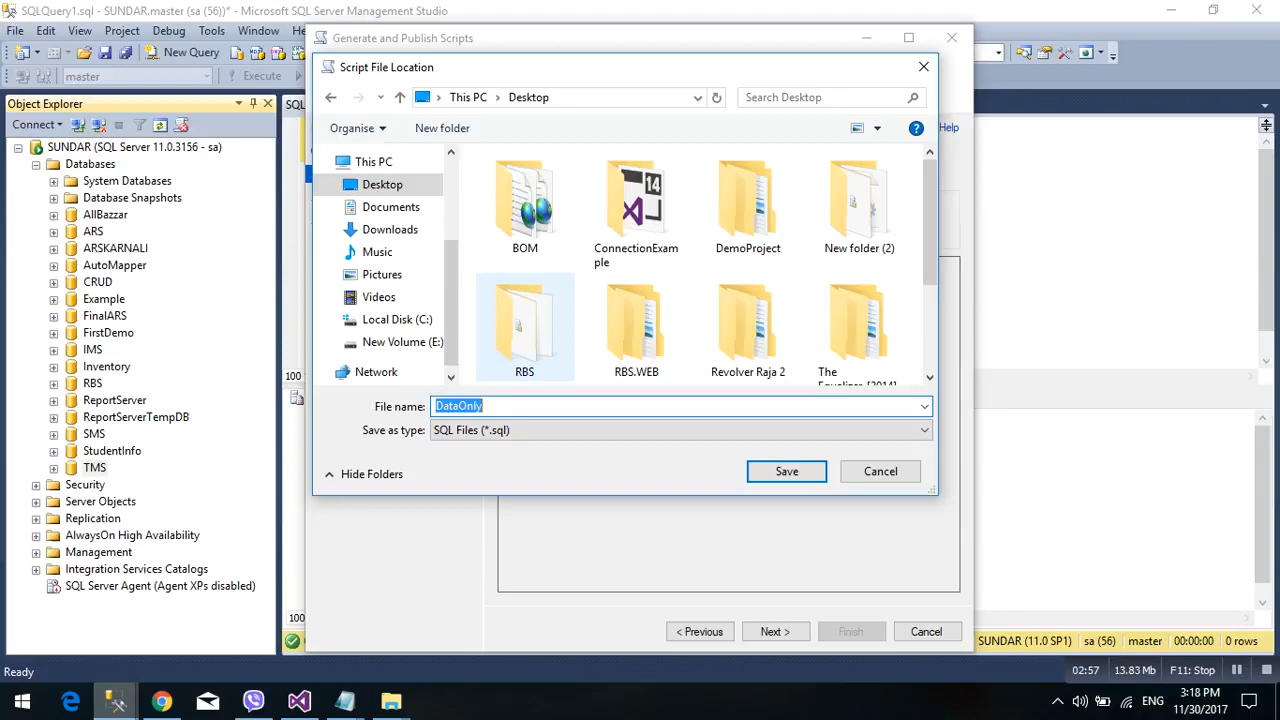 SQLQuery1.sql - SUNDAR.master (sa (56))* - Microsoft SQL Server Management Studio
File Edit View Project Debug Tools Window
New Query
master
Execute
Object Explorer
Connect
SUNDAR (SQL Server 11.0.3156 - sa)
Databases
System Databases
Database Snapshots
AllBazzar
ARS
ARSKARNALI
AutoMapper
CRUD
Example
FinalARS
FirstDemo
IMS
Inventory
RBS
ReportServer
ReportServerTempDB
SMS
StudentInfo
TMS
Security
Server Objects
Replication
AlwaysOn High Availability
Management
Integration Services Catalogs
SQL Server Agent (Agent XPs disabled)
Generate and Publish Scripts
Help
Script File Location
This PC > Desktop
Search Desktop
Organise New folder
This PC
Desktop
Documents
Downloads
Music
Pictures
Videos
Local Disk (C:)
New Volume (E:)
Network
BOM
ConnectionExam
ple
DemoProject
New folder (2)
RBS
RBS.WEB
Revolver Raja 2
The
Equalizer [2014]
File name: DataOnly
Save as type: SQL Files (*.sql)
Hide Folders
Save Cancel
< Previous Next > Finish Cancel
100
100
SUNDAR (11.0 SP1) sa (56) master 00:00:00 0 rows
Ready
02:57 13.83 Mb F11: Stop
ENG
3:18 PM
11/30/2017